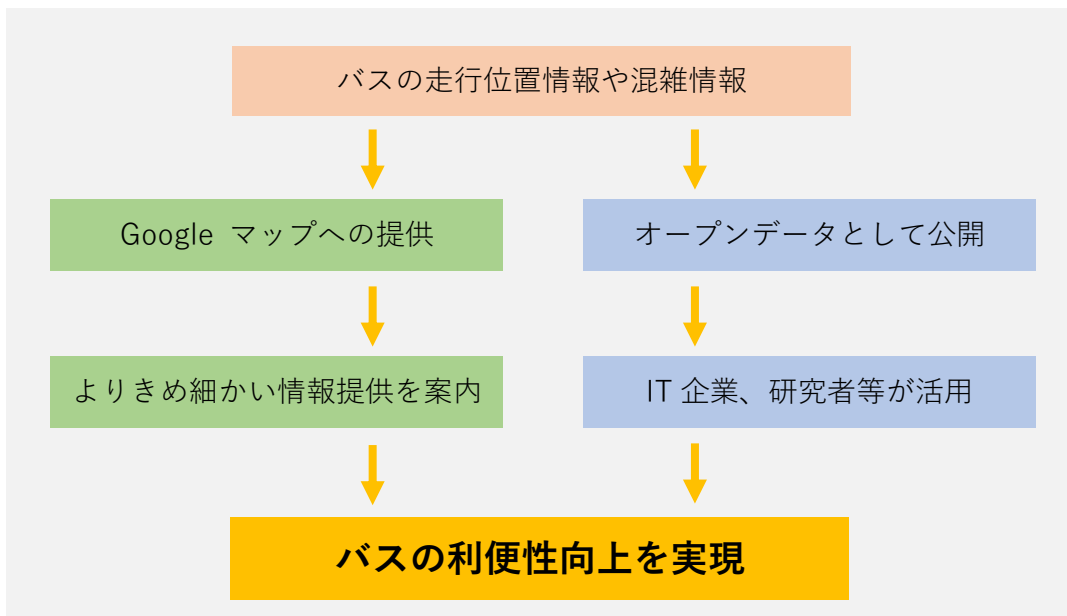 バスの走行位置情報や混雑情報
Google マップへの提供
オープンデータとして公開
よりきめ細かい情報提供を案内
IT 企業、研究者等が活用
バスの利便性向上を実現